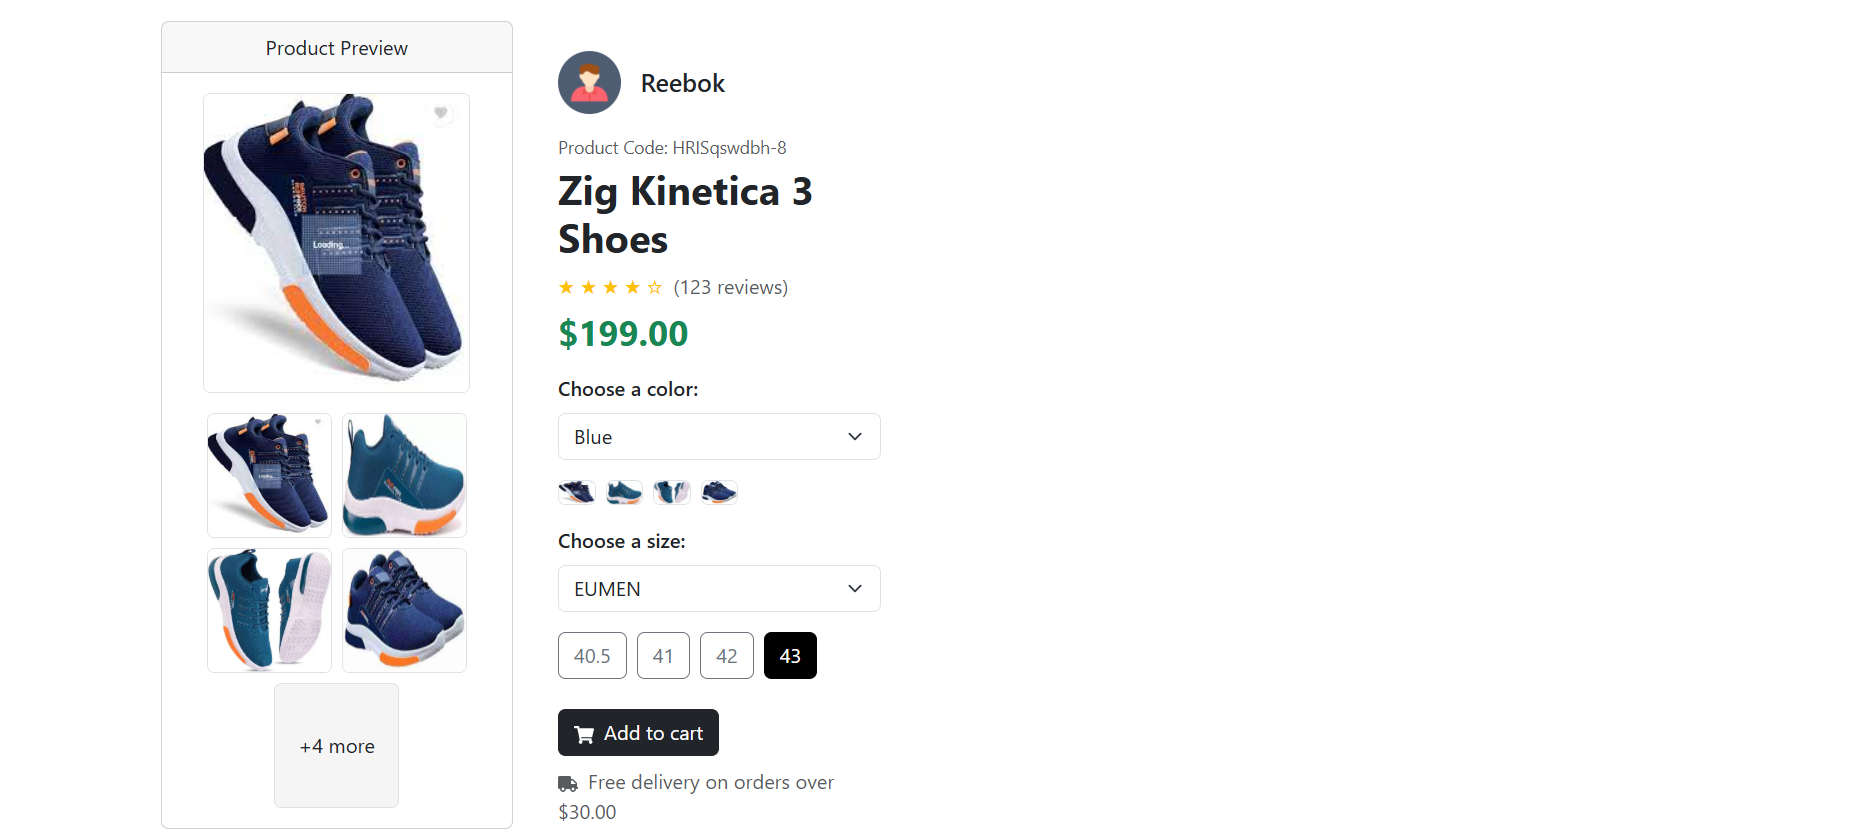 Product Preview
Loading...
Loading...
+4 more
Reebok
Product Code: HRISqswdbh-8
Zig Kinetica 3
Shoes
(123 reviews)
$199.00
Choose a color:
Blue
Choose a size:
EUMEN
40.5
41
42
43
Add to cart
Free delivery on orders over
$30.00